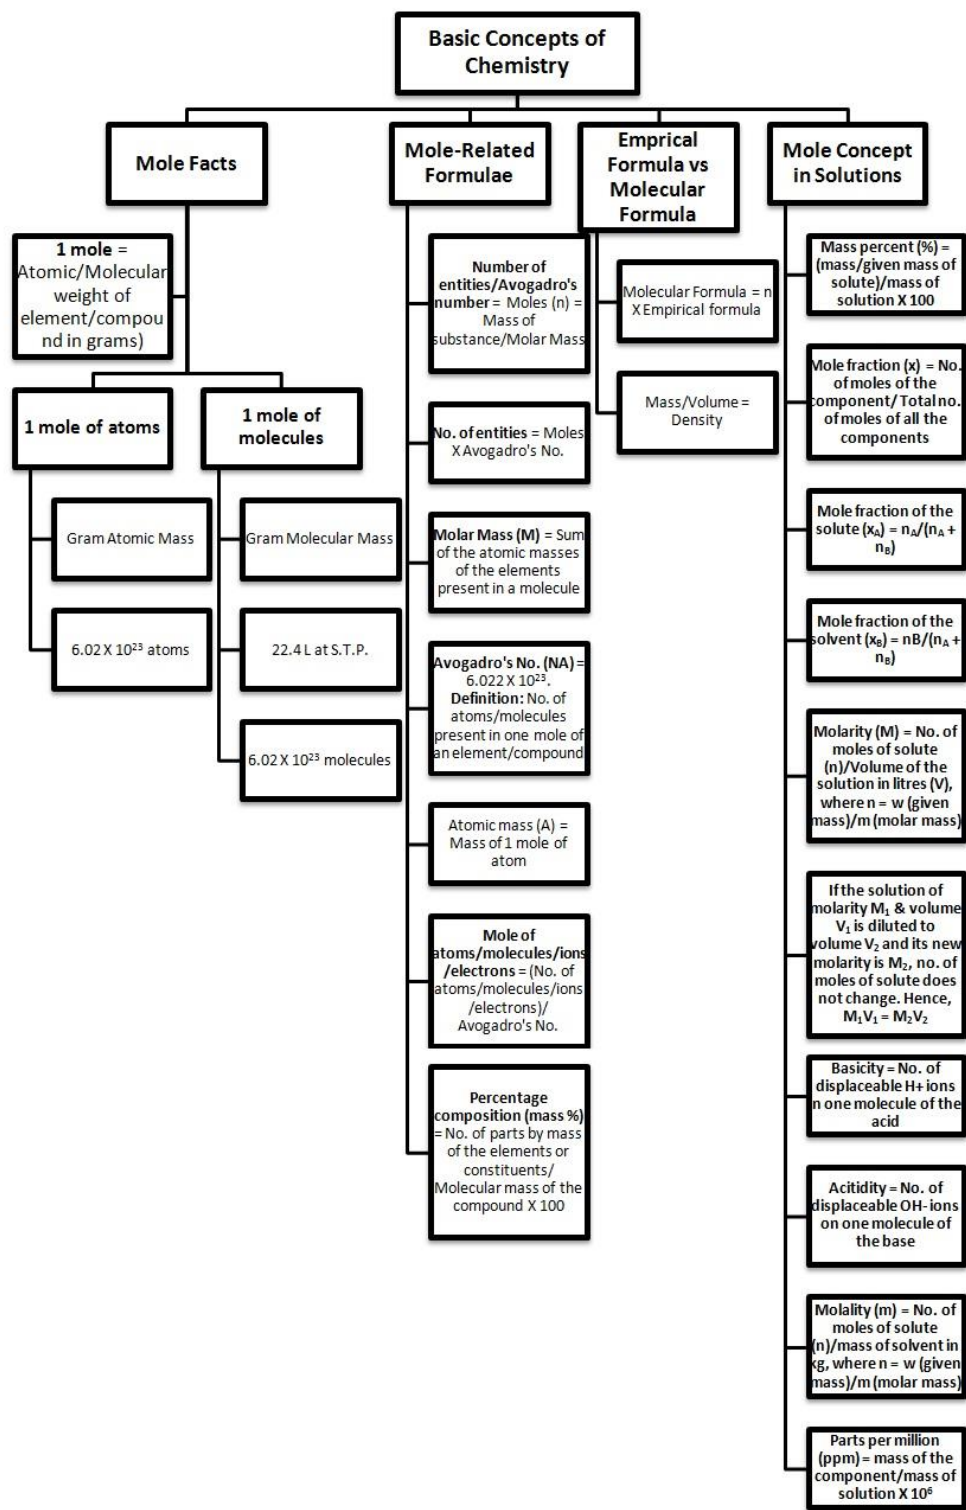 Basic Concepts of
Chemistry
Mole Facts
1 mole =
Atomic/Molecular
weight of
element/compou
nd in grams)
1 mole of atoms
Gram Atomic Mass
6.02 X 10²³ atoms
1 mole of
molecules
Gram Molecular Mass
22.4 L at S.T.P.
6.02 X 10²³ molecules
Mole-Related
Formulae
Number of
entities/Avogadro's
number = Moles (n) =
Mass of
substance/Molar Mass
No. of entities = Moles
X Avogadro's No.
Molar Mass (M) = Sum
of the atomic masses
of the elements
present in a molecule
Avogadro's No. (NA) =
6.022 X 10²³.
Definition: No. of
atoms/molecules
present in one mole of
an element/compound
Atomic mass (A) =
Mass of 1 mole of
atom
Mole of
atoms/molecules/ions
/electrons = (No. of
atoms/molecules/ions
/electrons)/
Avogadro's No.
Percentage
composition (mass %)
= No. of parts by mass
of the elements or
constituents/
Molecular mass of the
compound X 100
Emprical
Formula vs
Molecular
Formula
Molecular Formula = n
X Empirical formula
Mass/Volume =
Density
Mole Concept
in Solutions
Mass percent (%) =
(mass/given mass of
solute)/mass of
solution X 100
Mole fraction (x) = No.
of moles of the
component/ Total no.
of moles of all the
components
Mole fraction of the
solute (x_A) = n_A/(n_A +
n_B)
Mole fraction of the
solvent (x_B) = nB/(n_A +
n_B)
Molarity (M) = No. of
moles of solute
(n)/Volume of the
solution in litres (V),
where n = w (given
mass)/m (molar mass)
If the solution of
molarity M₁ & volume
V₁ is diluted to
volume V₂ and its new
molarity is M₂, no. of
moles of solute does
not change. Hence,
M₁V₁ = M₂V₂
Basicity = No. of
displaceable H+ ions
n one molecule of the
acid
Acitidity = No. of
displaceable OH- ions
on one molecule of
the base
Molality (m) = No. of
moles of solute
(n)/mass of solvent in
kg, where n = w (given
mass)/m (molar mass)
Parts per million
(ppm) = mass of the
component/mass of
solution X 10⁶